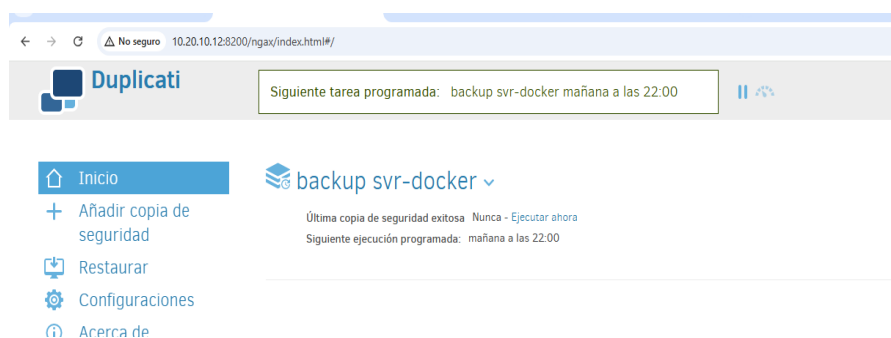 No seguro 10.20.10.12:8200/ngax/index.html#/
Duplicati
Siguiente tarea programada: backup svr-docker mañana a las 22:00
Inicio
Añadir copia de
seguridad
Restaurar
Configuraciones
Acerca de
backup svr-docker
Última copia de seguridad exitosa Nunca - Ejecutar ahora
Siguiente ejecución programada: mañana a las 22:00